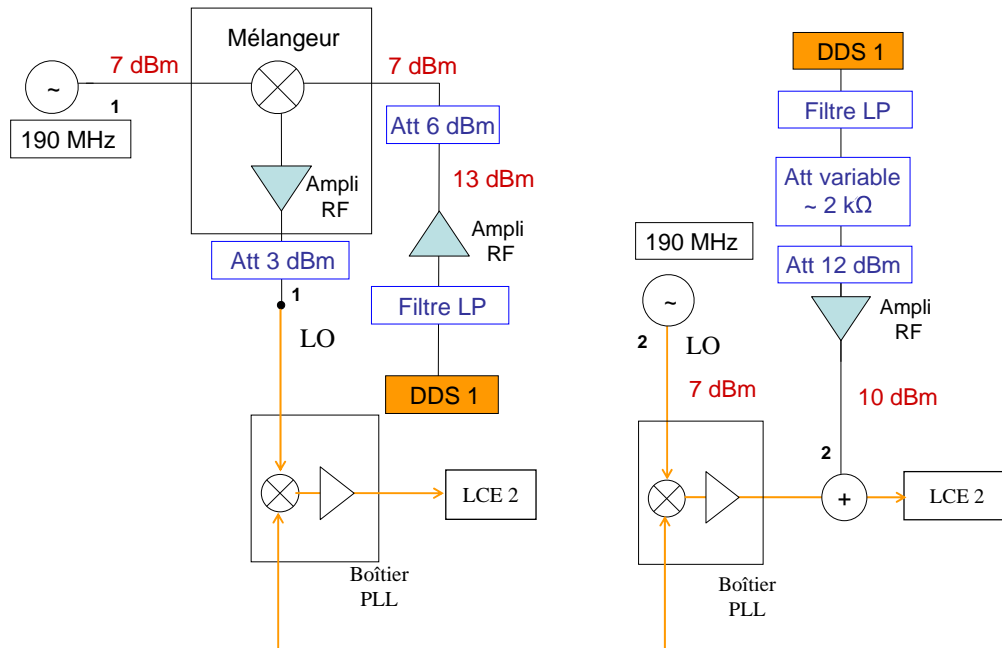 Mélangeur
7 dBm
7 dBm
~
1
190 MHz
Att 6 dBm
Ampli
RF
13 dBm
Ampli
RF
Att 3 dBm
1
LO
Filtre LP
DDS 1
LCE 2
Boîtier
PLL
DDS 1
Filtre LP
Att variable
~ 2 kΩ
190 MHz
Att 12 dBm
~
Ampli
RF
2
LO
7 dBm
10 dBm
2
+
LCE 2
Boîtier
PLL